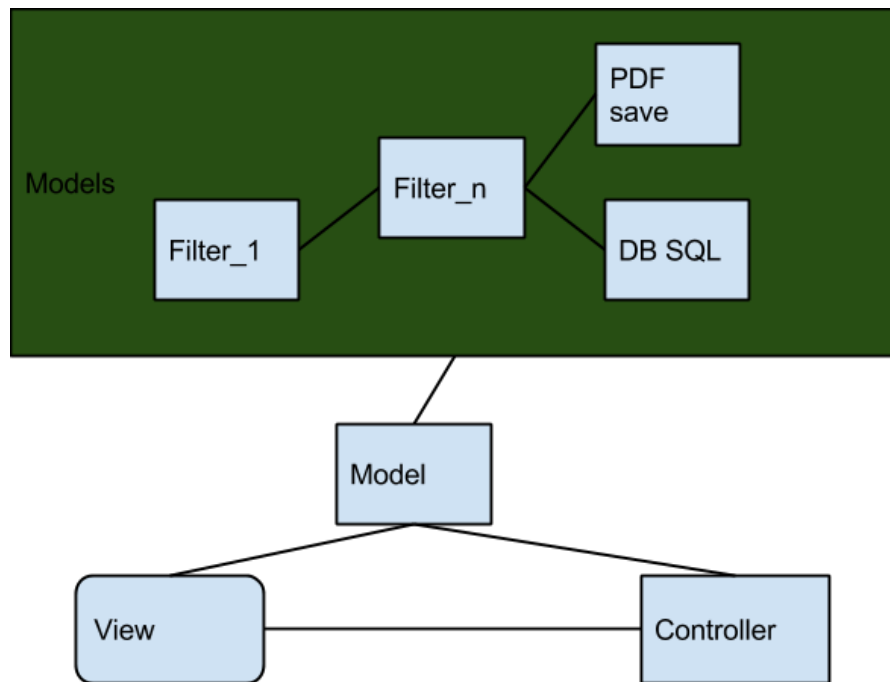 PDF
save
Models
Filter_n
Filter_1
DB SQL
Model
View
Controller